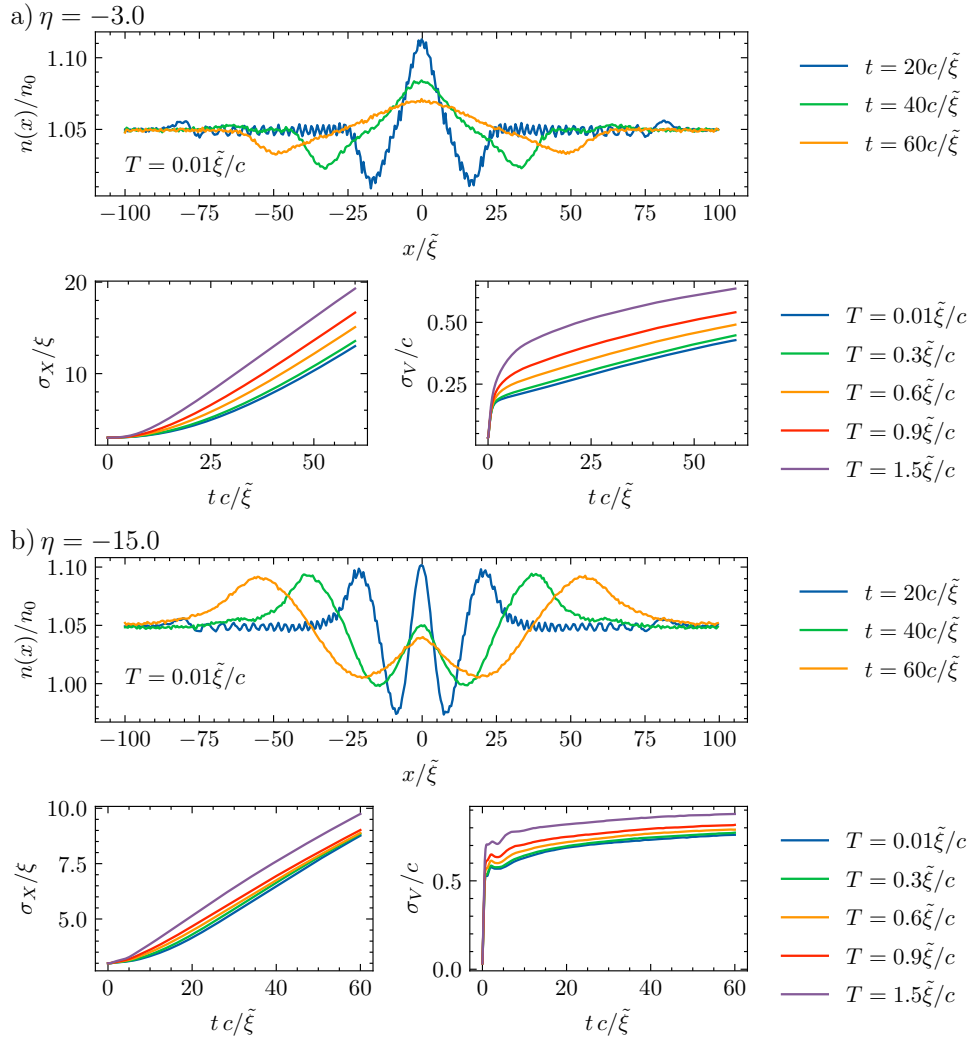 a) η = −3.0
n(x)/n₀
1.10
1.05
T = 0.01ξ̃/c
−100 −75 −50 −25 0 25 50 75 100
x/ξ̃
t = 20c/ξ̃
t = 40c/ξ̃
t = 60c/ξ̃
σ_X/ξ
20
10
0 25 50
t c/ξ̃
σ_V/c
0.50
0.25
0 25 50
t c/ξ̃
T = 0.01ξ̃/c
T = 0.3ξ̃/c
T = 0.6ξ̃/c
T = 0.9ξ̃/c
T = 1.5ξ̃/c
b) η = −15.0
n(x)/n₀
1.10
1.05
1.00
T = 0.01ξ̃/c
−100 −75 −50 −25 0 25 50 75 100
x/ξ̃
t = 20c/ξ̃
t = 40c/ξ̃
t = 60c/ξ̃
σ_X/ξ
10.0
7.5
5.0
0 20 40 60
t c/ξ̃
σ_V/c
0.5
0.0
0 20 40 60
t c/ξ̃
T = 0.01ξ̃/c
T = 0.3ξ̃/c
T = 0.6ξ̃/c
T = 0.9ξ̃/c
T = 1.5ξ̃/c